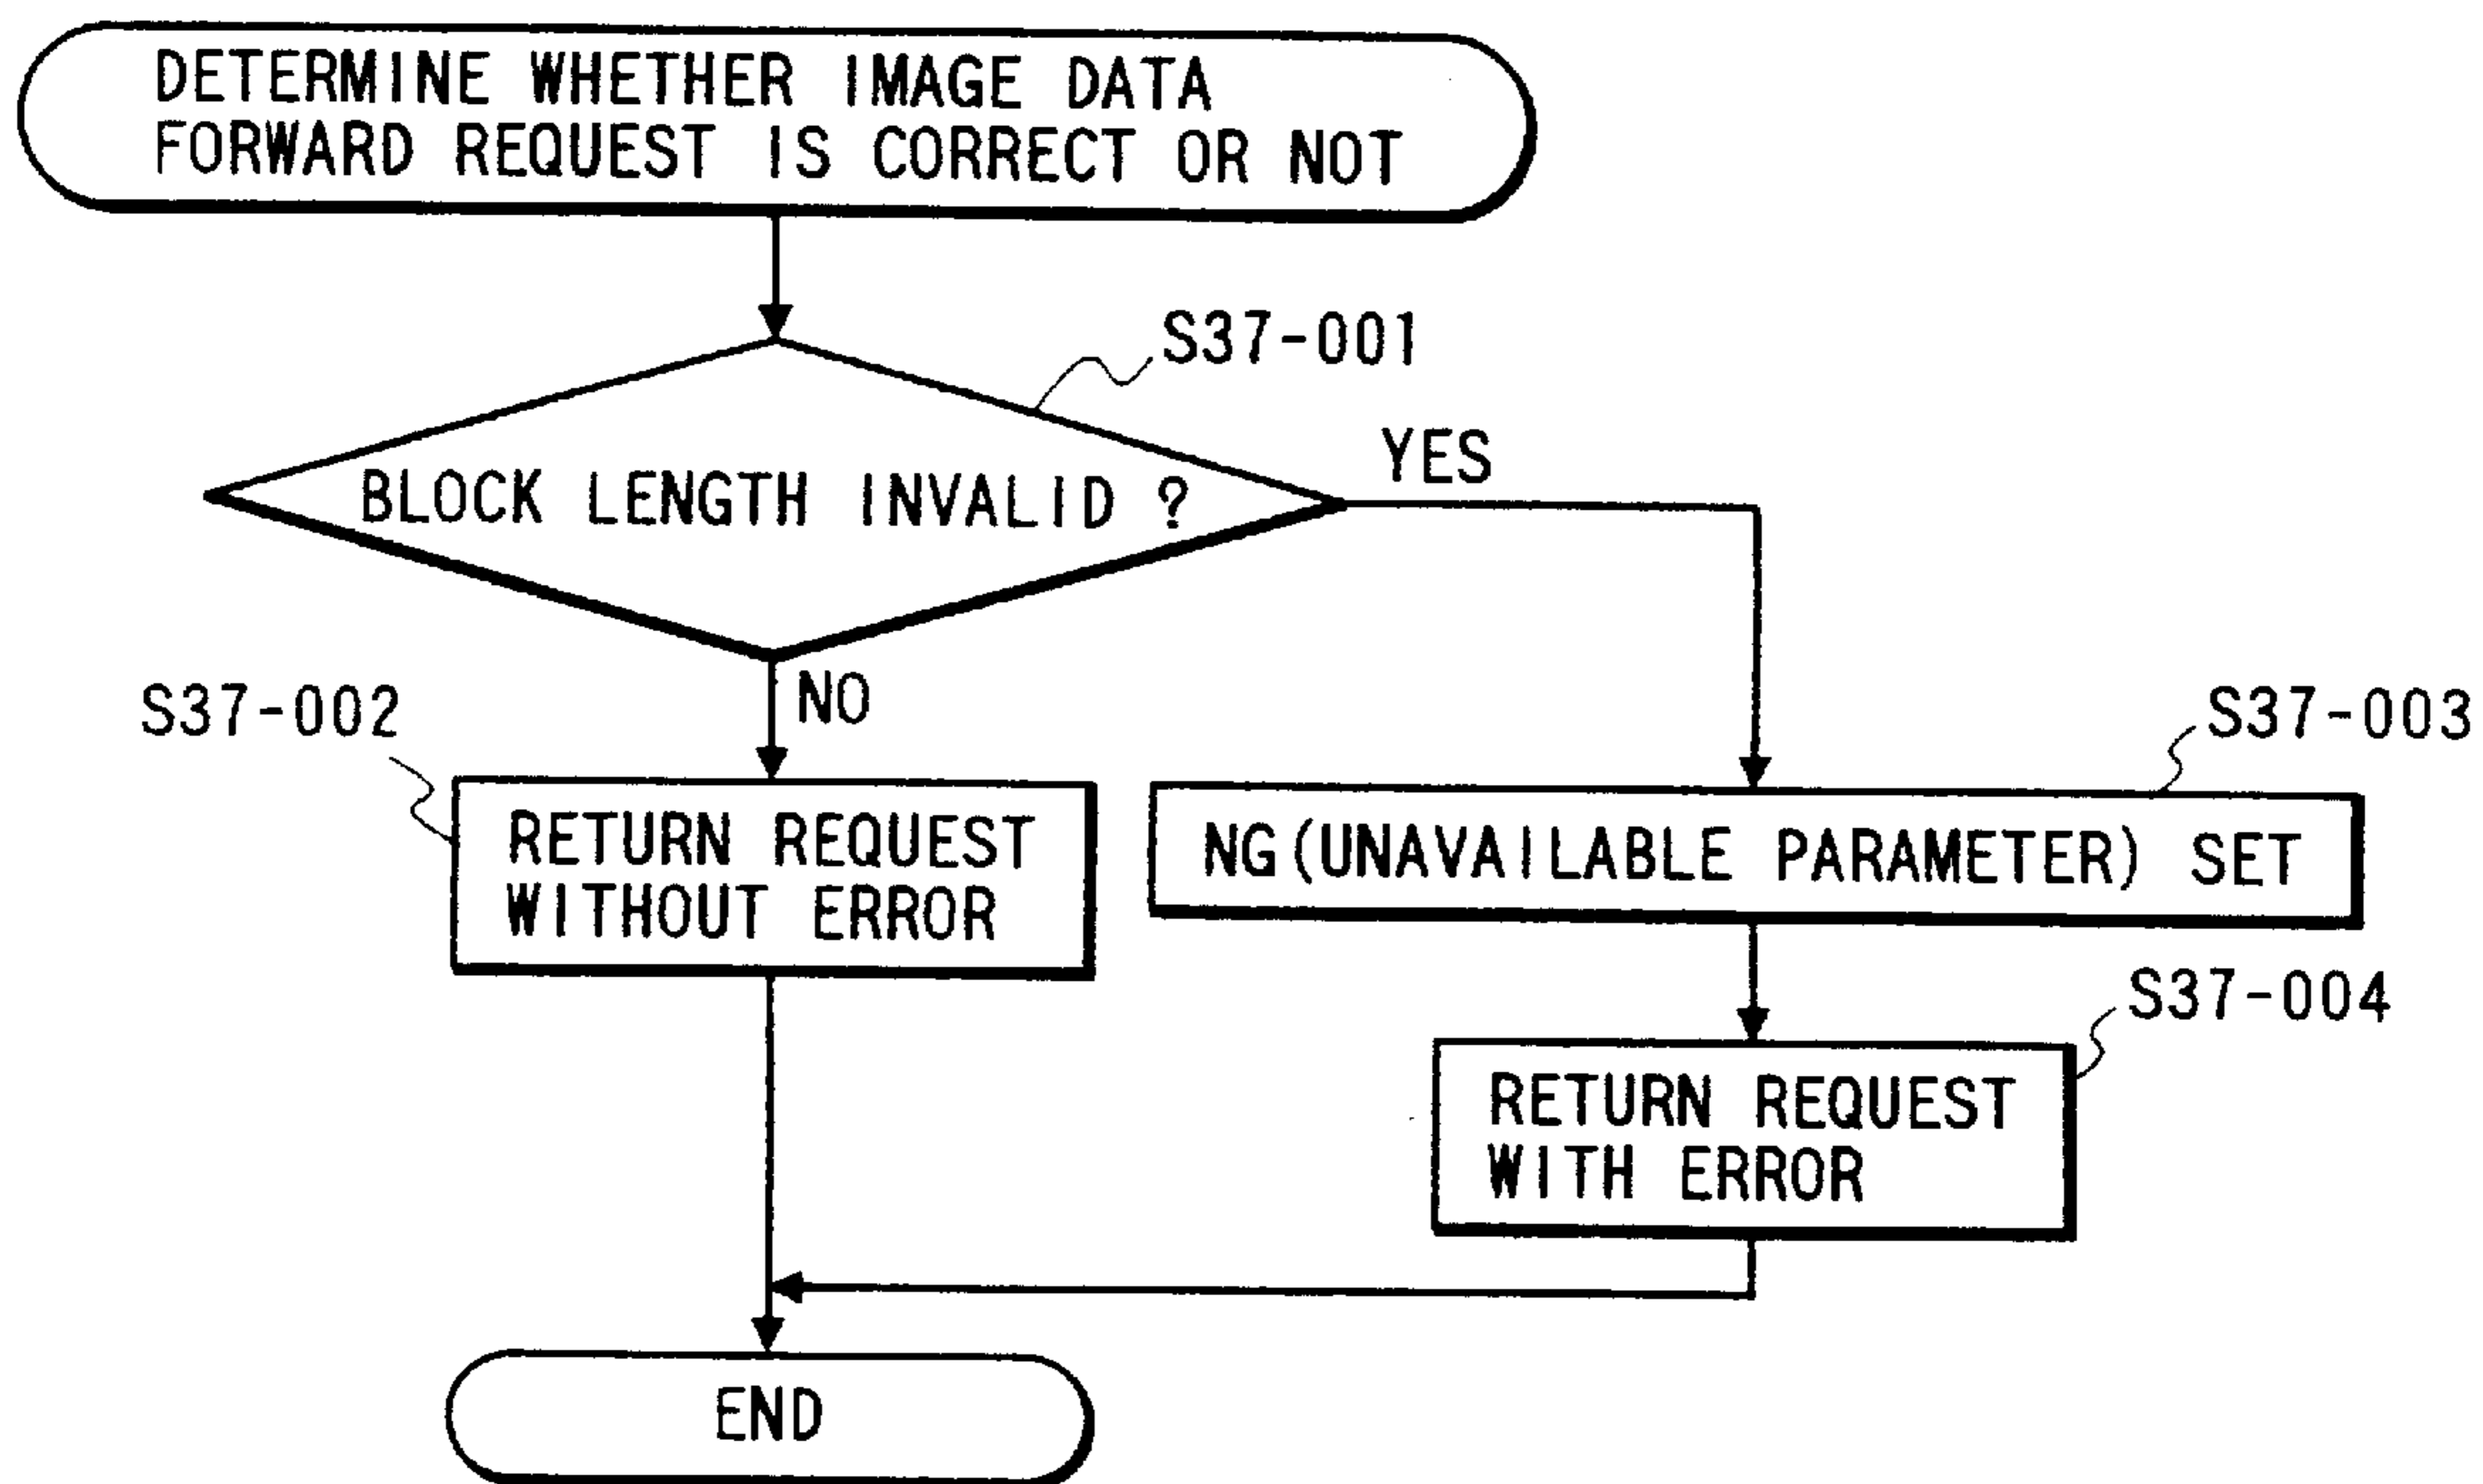 DETERMINE WHETHER IMAGE DATA
FORWARD REQUEST IS CORRECT OR NOT
S37-001
BLOCK LENGTH INVALID ?
YES
NO
S37-002
RETURN REQUEST
WITHOUT ERROR
S37-003
NG(UNAVAILABLE PARAMETER) SET
S37-004
RETURN REQUEST
WITH ERROR
END